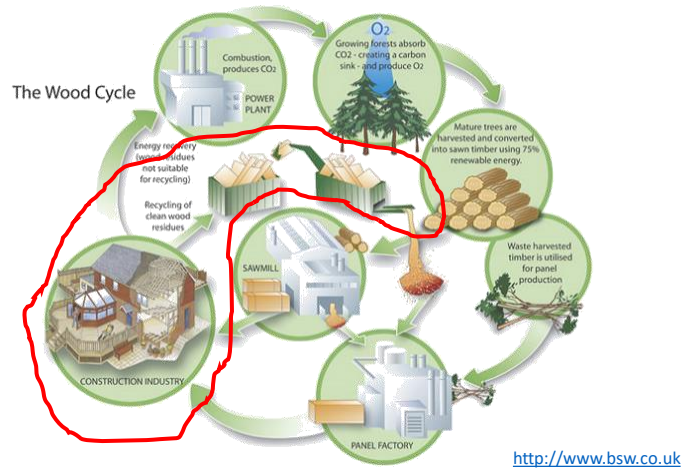 The Wood Cycle
Combustion,
produces CO2
POWER
PLANT
O2
Growing forests absorb
CO2 - creating a carbon
sink - and produce O2
Mature trees are
harvested and converted
into sawn timber using 75%
renewable energy.
Energy recovery
(wood residues
not suitable
for recycling)
Recycling of
clean wood
residues
Waste harvested
timber is utilised
for panel
production
SAWMILL
CONSTRUCTION INDUSTRY
PANEL FACTORY
http://www.bsw.co.uk